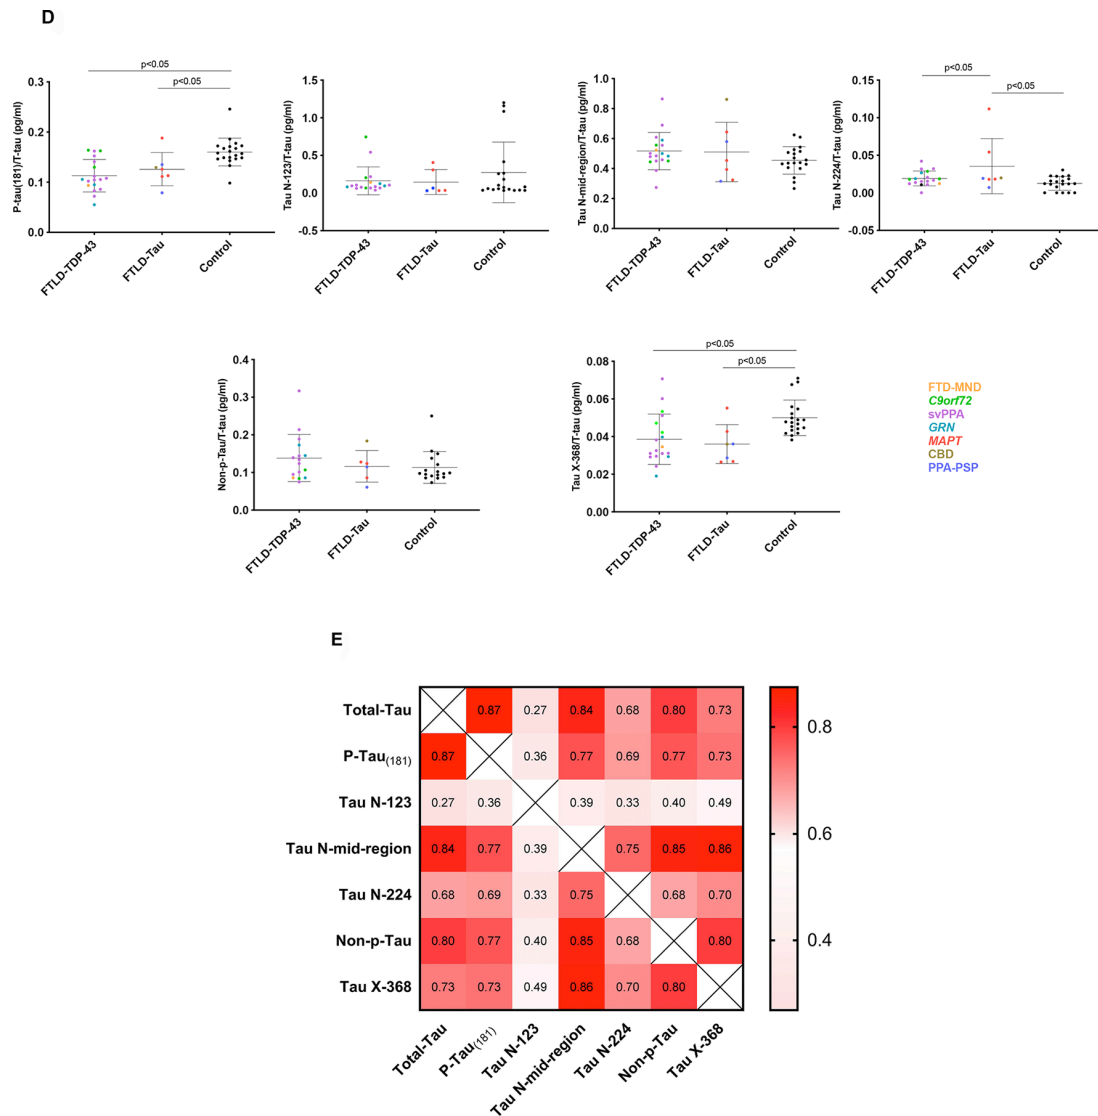 D
p<0.05
p<0.05
P-tau(181)/T-tau (pg/ml)
0.3
0.2
0.1
0.0
FTLD-TDP-43
FTLD-Tau
Control
Tau N-123/T-tau (pg/ml)
1.5
1.0
0.5
0.0
-0.5
FTLD-TDP-43
FTLD-Tau
Control
Tau N-mid-region/T-tau (pg/ml)
1.0
0.8
0.6
0.4
0.2
0.0
FTLD-TDP-43
FTLD-Tau
Control
p<0.05
p<0.05
Tau N-224/T-tau (pg/ml)
0.15
0.10
0.05
0.00
-0.05
FTLD-TDP-43
FTLD-Tau
Control
Non-p-Tau/T-tau (pg/ml)
0.4
0.3
0.2
0.1
0.0
FTLD-TDP-43
FTLD-Tau
Control
p<0.05
p<0.05
Tau X-368/T-tau (pg/ml)
0.08
0.06
0.04
0.02
0.00
FTLD-TDP-43
FTLD-Tau
Control
FTD-MND
C9orf72
svPPA
GRN
MAPT
CBD
PPA-PSP
E
Total-Tau 0.87 0.27 0.84 0.68 0.80 0.73
P-Tau(181) 0.87 0.36 0.77 0.69 0.77 0.73
Tau N-123 0.27 0.36 0.39 0.33 0.40 0.49
Tau N-mid-region 0.84 0.77 0.39 0.75 0.85 0.86
Tau N-224 0.68 0.69 0.33 0.75 0.68 0.70
Non-p-Tau 0.80 0.77 0.40 0.85 0.68 0.80
Tau X-368 0.73 0.73 0.49 0.86 0.70 0.80
Total-Tau
P-Tau(181)
Tau N-123
Tau N-mid-region
Tau N-224
Non-p-Tau
Tau X-368
0.8
0.6
0.4